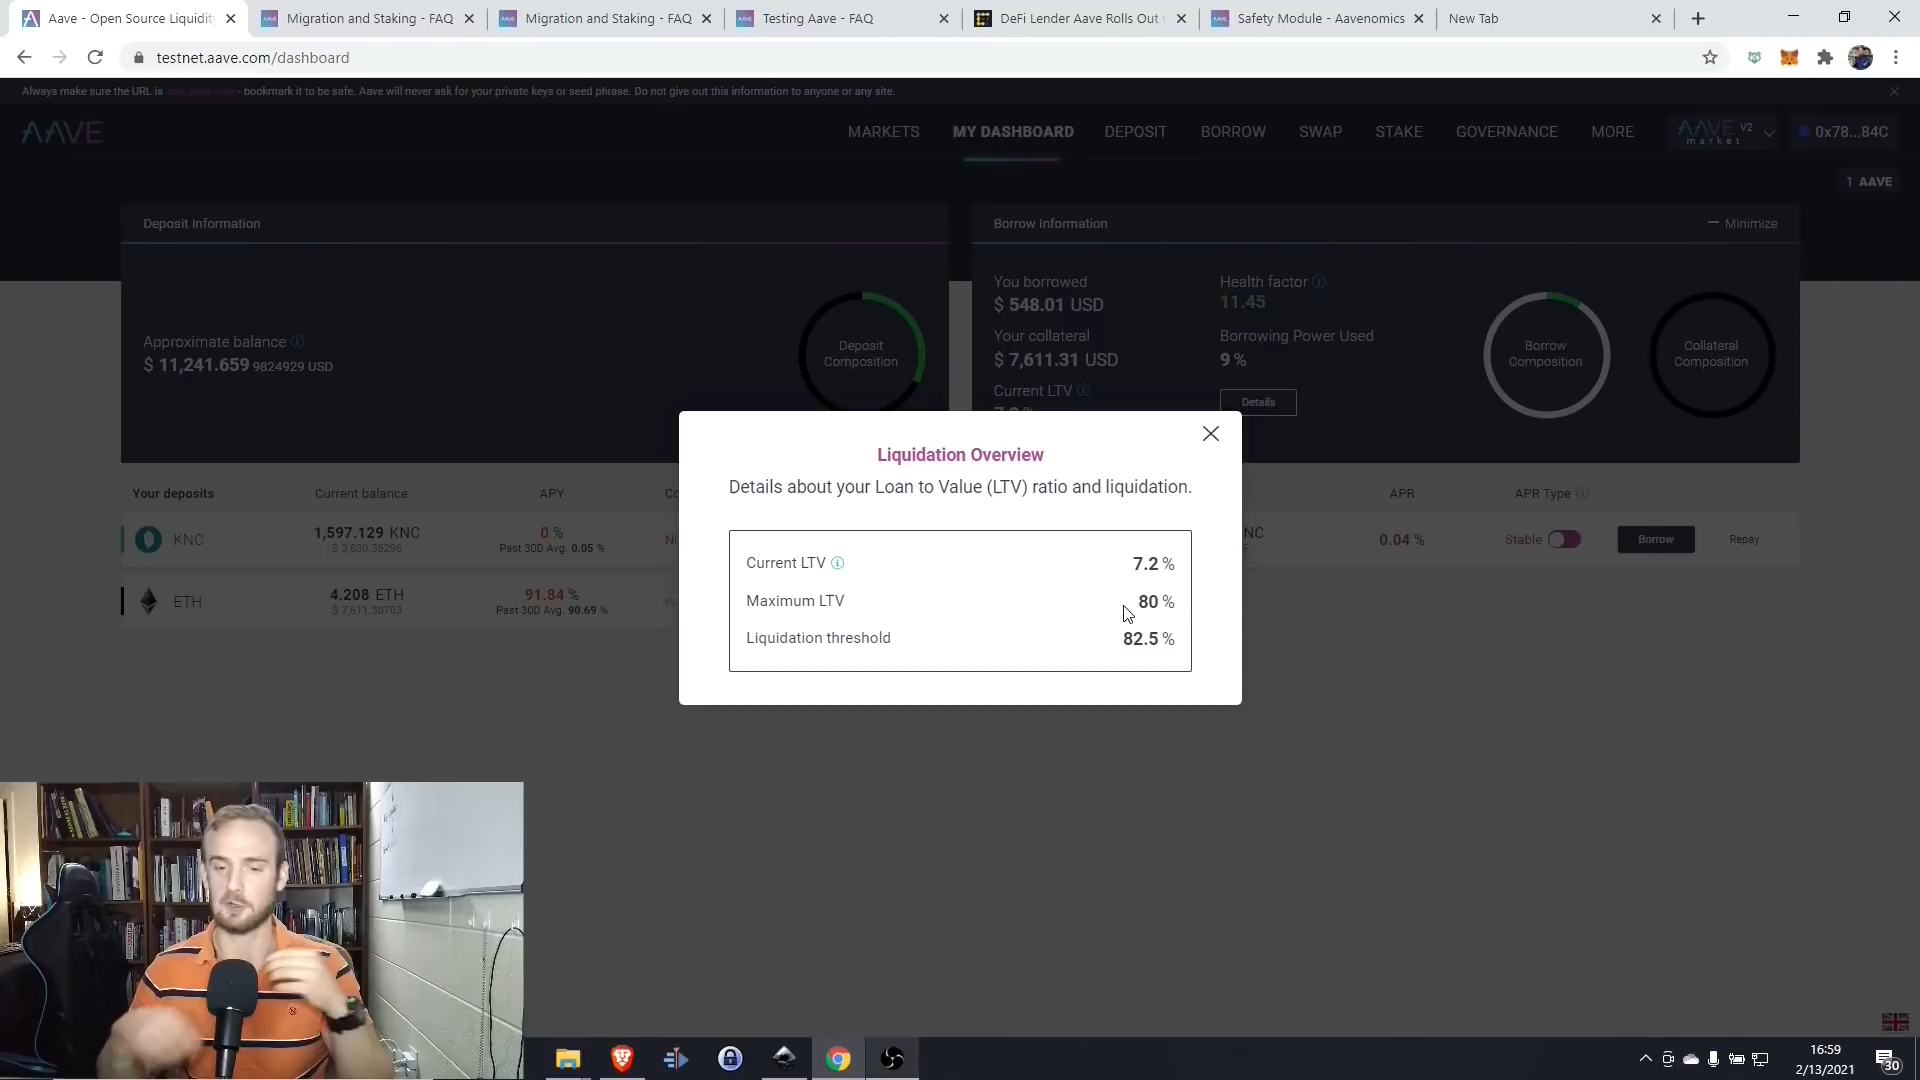 Aave - Open Source Liquidity
Migration and Staking - FAQ
Migration and Staking - FAQ
Testing Aave - FAQ
DeFi Lender Aave Rolls Out
Safety Module - Aavenomics
New Tab
testnet.aave.com/dashboard
Always make sure the URL is
- bookmark it to be safe. Aave will never ask for your private keys or seed phrase. Do not give out this information to anyone or any site.
AAVE
MARKETS
MY DASHBOARD
DEPOSIT
BORROW
SWAP
STAKE
GOVERNANCE
MORE
AAVE V2
market
0x78...84C
1 AAVE
Deposit Information
Approximate balance
$ 11,241.659 9824929 USD
Deposit
Composition
Borrow Information
Minimize
You borrowed
$ 548.01 USD
Your collateral
$ 7,611.31 USD
Current LTV
Health factor
11.45
Borrowing Power Used
9 %
Details
Borrow
Composition
Collateral
Composition
Liquidation Overview
Details about your Loan to Value (LTV) ratio and liquidation.
Current LTV 7.2 %
Maximum LTV 80 %
Liquidation threshold 82.5 %
Your deposits
Current balance
APY
KNC
1,597.129 KNC
$ 3,630.35296
0 %
Past 30D Avg. 0.05 %
ETH
4.208 ETH
$ 7,611.30703
91.84 %
Past 30D Avg. 90.69 %
APR
APR Type
NC
0.04 %
Stable
Borrow
Repay
16:59
2/13/2021
30